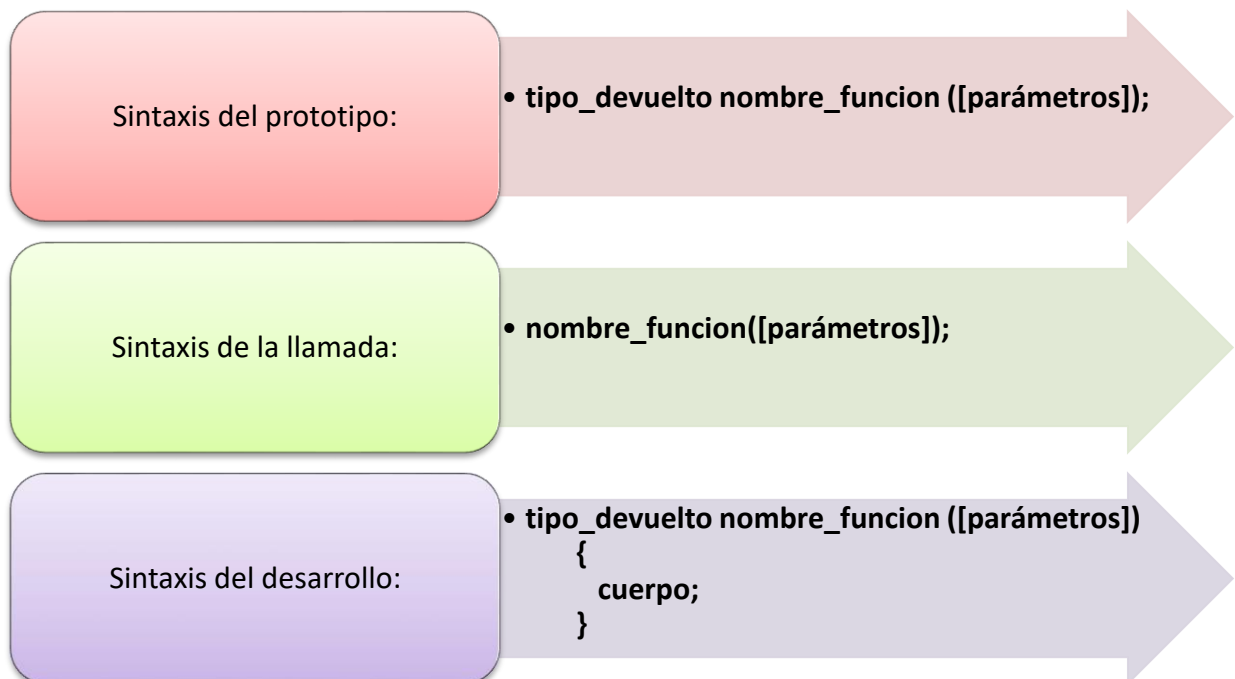 Sintaxis del prototipo:
• tipo_devuelto nombre_funcion ([parámetros]);
Sintaxis de la llamada:
• nombre_funcion([parámetros]);
Sintaxis del desarrollo:
• tipo_devuelto nombre_funcion ([parámetros])
{
cuerpo;
}